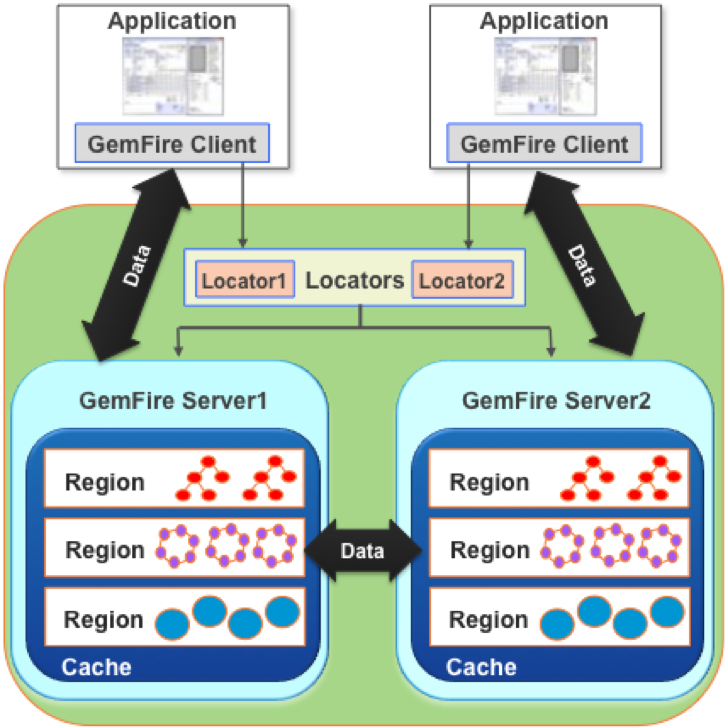 Application
GemFire Client
Application
GemFire Client
Data
Data
Locator1 Locators Locator2
GemFire Server1
Region
Region
Region
Cache
Data
GemFire Server2
Region
Region
Region
Cache